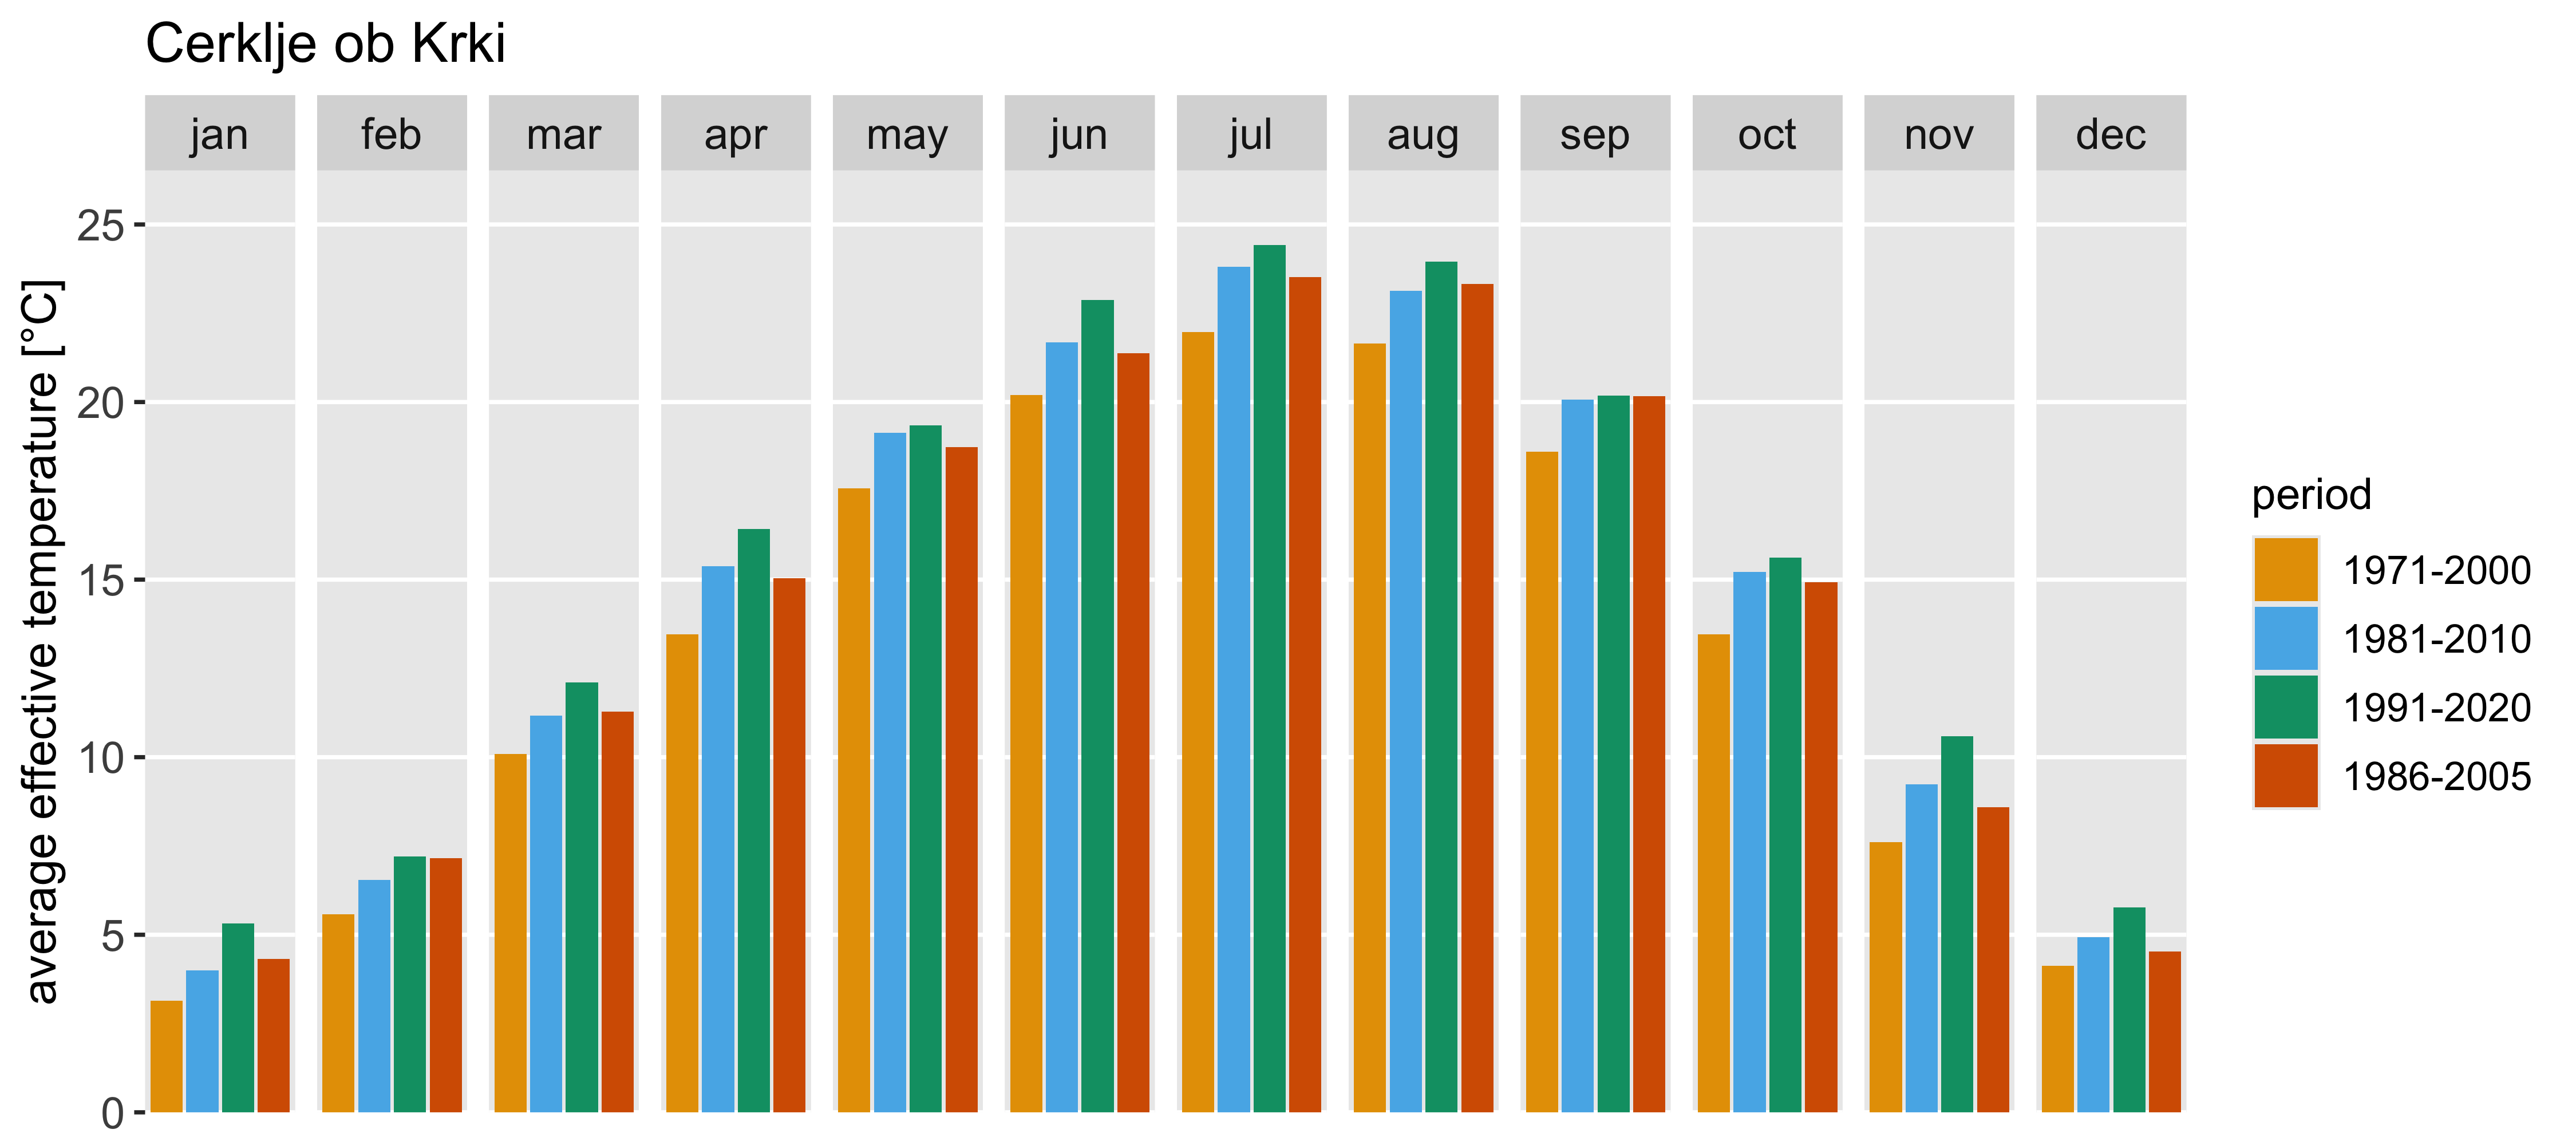 Cerklje ob Krki
jan feb mar apr may jun jul aug sep oct nov dec
average effective temperature [°C]
25
20
15
10
5
0
period
1971-2000
1981-2010
1991-2020
1986-2005